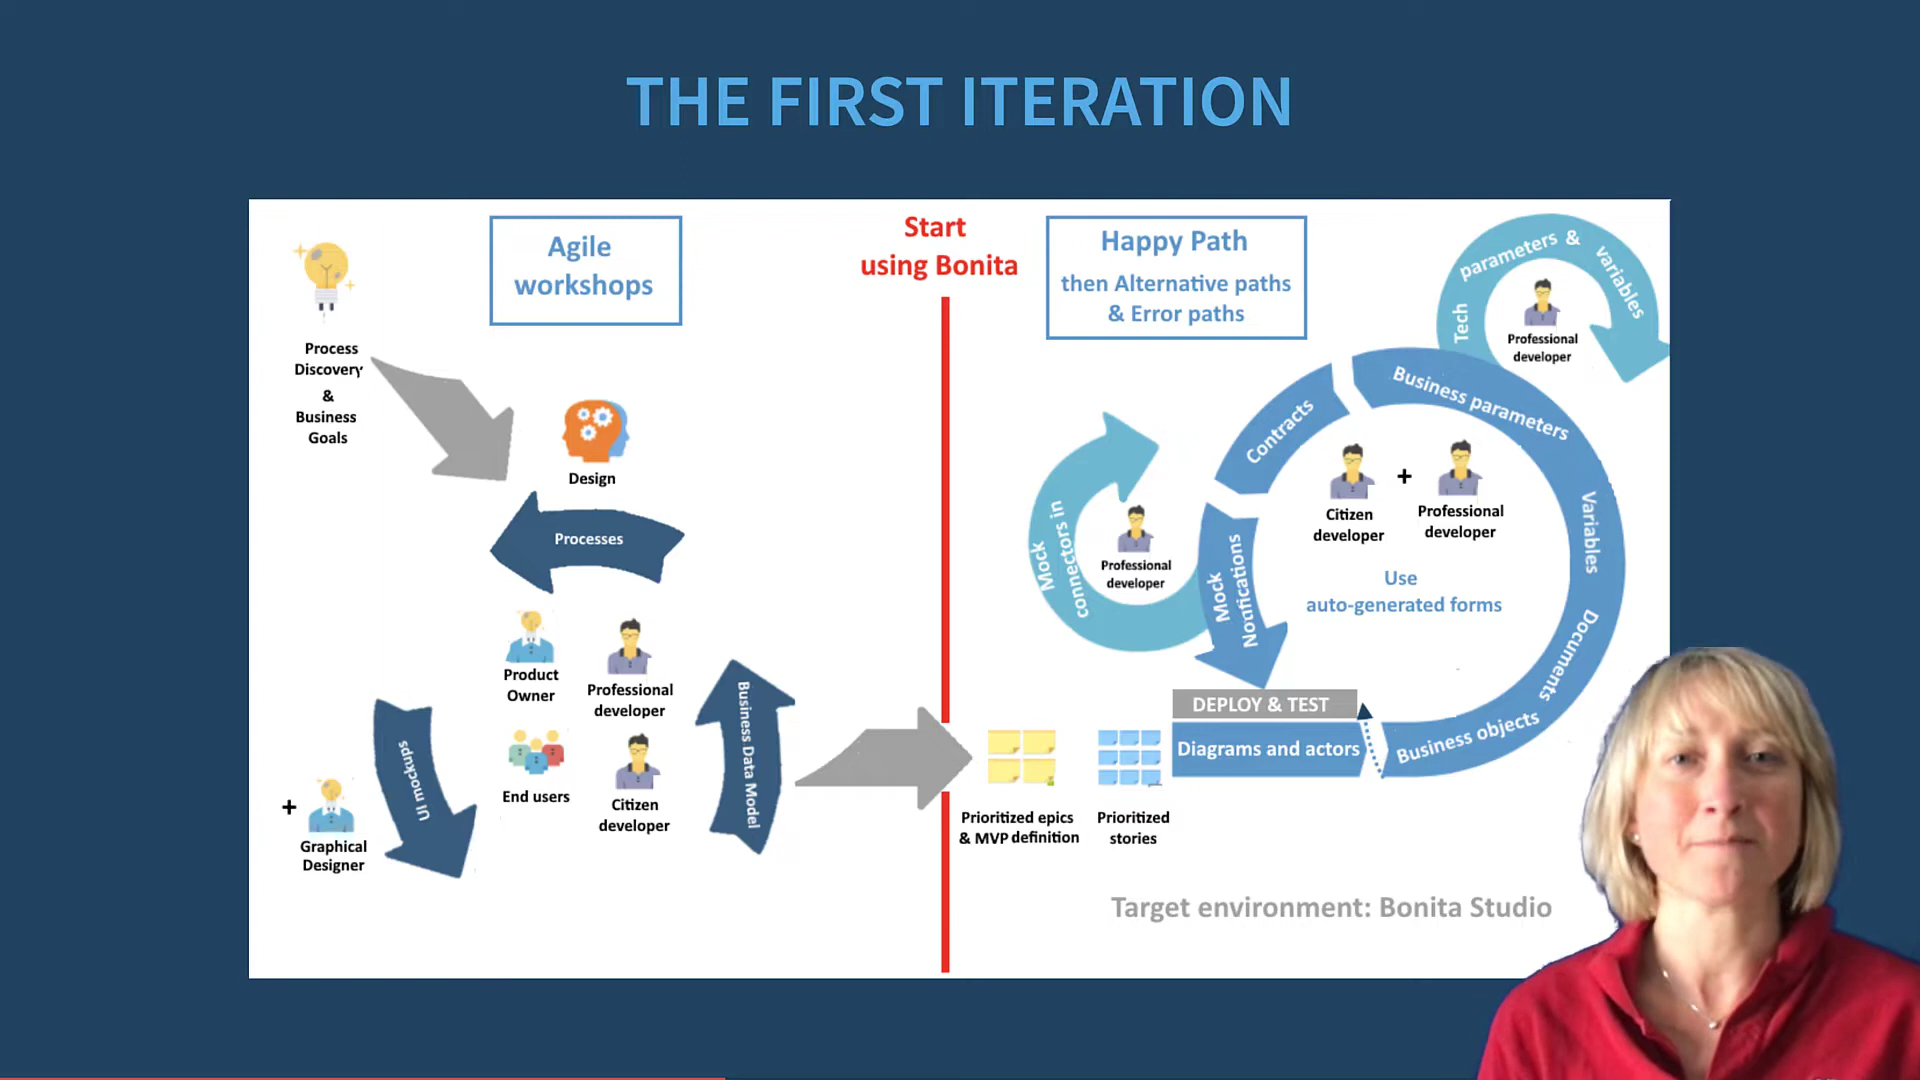 THE FIRST ITERATION
Process
Discovery
&
Business
Goals
Agile
workshops
Design
Processes
Product
Owner
Professional
developer
End users
Citizen
developer
UI mockups
+
Graphical
Designer
Business Data Model
Start
using Bonita
Prioritized epics
& MVP definition
Prioritized
stories
Happy Path
then Alternative paths
& Error paths
DEPLOY & TEST
Diagrams and actors
Business objects
Documents
Variables
Business parameters
Contracts
Mock
Notifications
Mock
connectors in
Professional
developer
Tech parameters & variables
Professional
developer
Citizen
developer
+
Professional
developer
Use
auto-generated forms
Target environment: Bonita Studio